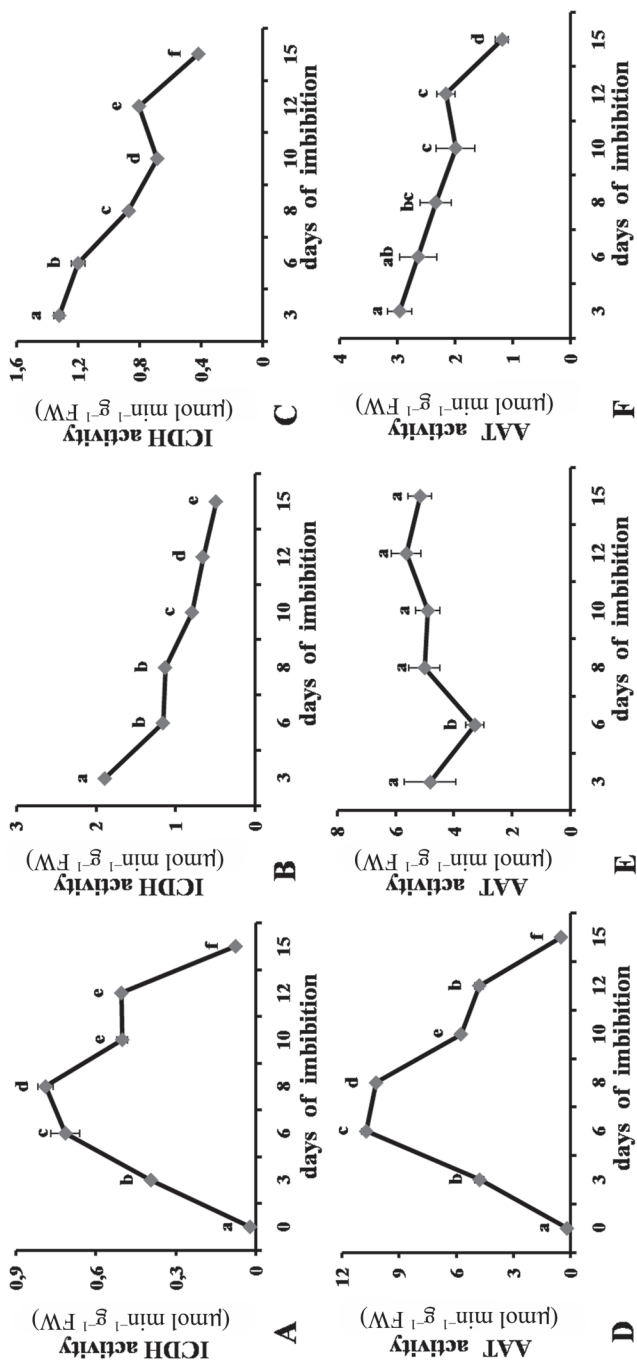 ICDH activity
(µmol min⁻¹ g⁻¹ FW)
0,9
0,6
0,3
0
a
b
c
d
e
e
f
0 3 6 8 10 12 15
days of imbibition
A
ICDH activity
(µmol min⁻¹ g⁻¹ FW)
3
2
1
0
a
b
b
c
d
e
3 6 8 10 12 15
days of imbibition
B
ICDH activity
(µmol min⁻¹ g⁻¹ FW)
1,6
1,2
0,8
0,4
0
a
b
c
d
e
f
3 6 8 10 12 15
days of imbibition
C
AAT activity
(µmol min⁻¹ g⁻¹ FW)
12
9
6
3
0
a
b
c
d
e
b
f
0 3 6 8 10 12 15
days of imbibition
D
AAT activity
(µmol min⁻¹ g⁻¹ FW)
8
6
4
2
0
a
b
a
a
a
a
3 6 8 10 12 15
days of imbibition
E
AAT activity
(µmol min⁻¹ g⁻¹ FW)
4
3
2
1
0
a
ab
bc
c
c
d
3 6 8 10 12 15
days of imbibition
F